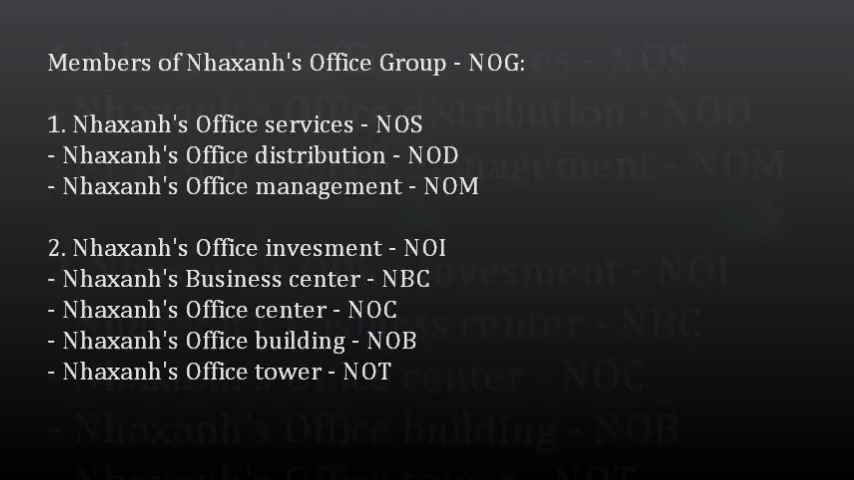 Members of Nhaxanh's Office Group - NOG:
1. Nhaxanh's Office services - NOS
- Nhaxanh's Office distribution - NOD
- Nhaxanh's Office management - NOM
2. Nhaxanh's Office invesment - NOI
- Nhaxanh's Business center - NBC
- Nhaxanh's Office center - NOC
- Nhaxanh's Office building - NOB
- Nhaxanh's Office tower - NOT